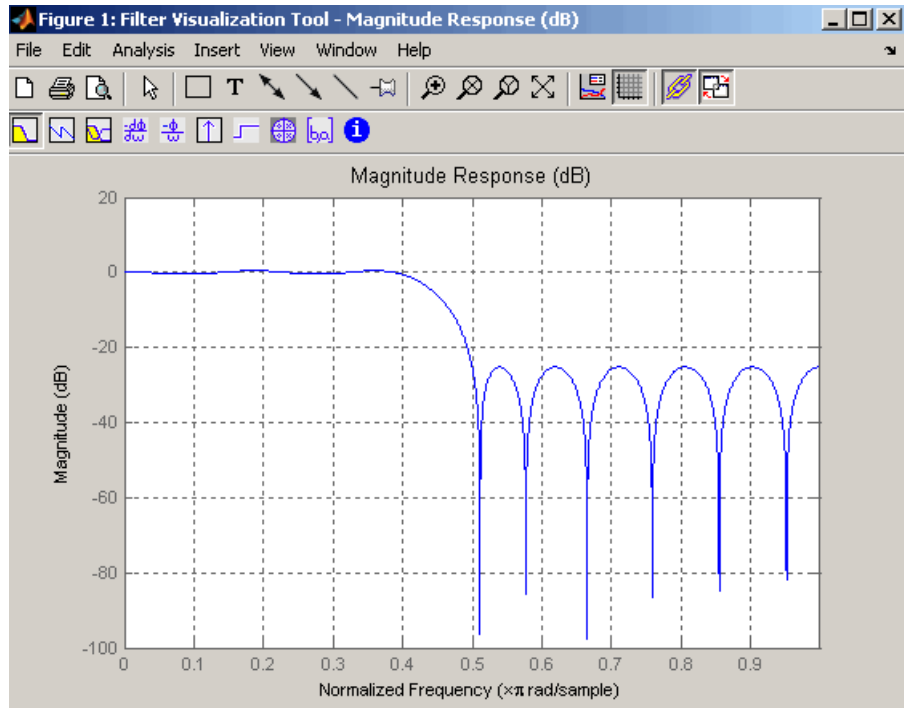 Figure 1: Filter Visualization Tool - Magnitude Response (dB)
File Edit Analysis Insert View Window Help
T
[b,a] i
Magnitude Response (dB)
20
0
-20
-40
-60
-80
-100
Magnitude (dB)
0 0.1 0.2 0.3 0.4 0.5 0.6 0.7 0.8 0.9
Normalized Frequency (×π rad/sample)